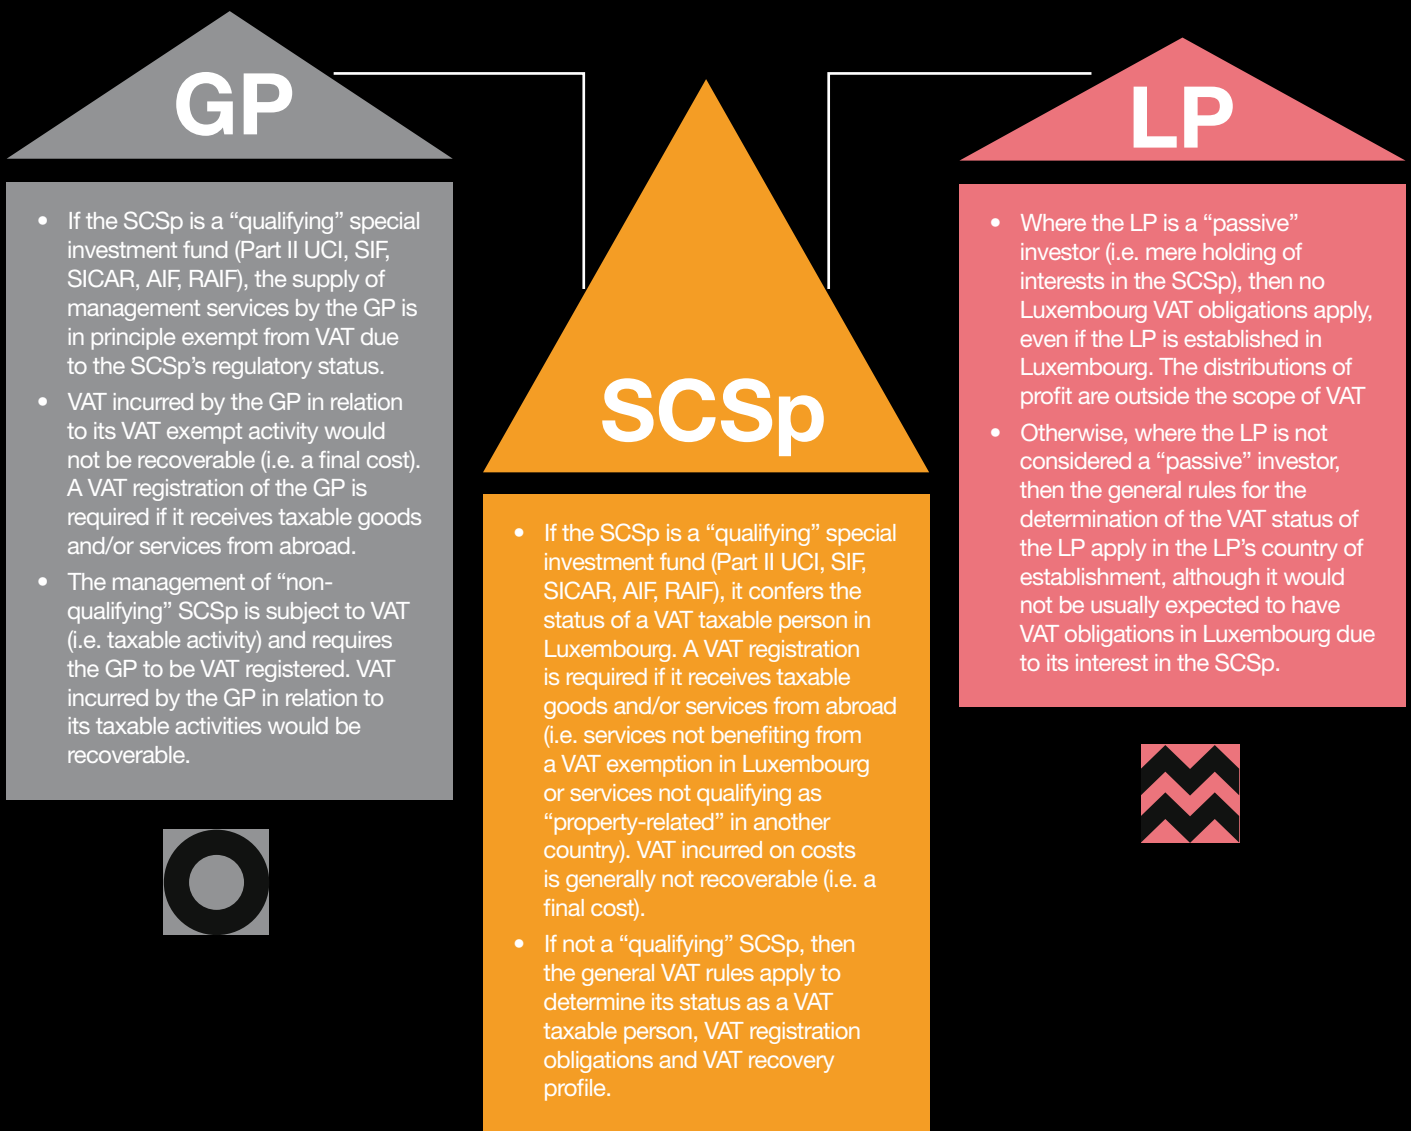 GP
• If the SCSp is a “qualifying” special
investment fund (Part II UCI, SIF,
SICAR, AIF, RAIF), the supply of
management services by the GP is
in principle exempt from VAT due
to the SCSp’s regulatory status.
• VAT incurred by the GP in relation
to its VAT exempt activity would
not be recoverable (i.e. a final cost).
A VAT registration of the GP is
required if it receives taxable goods
and/or services from abroad.
• The management of “non-
qualifying” SCSp is subject to VAT
(i.e. taxable activity) and requires
the GP to be VAT registered. VAT
incurred by the GP in relation to
its taxable activities would be
recoverable.
SCSp
• If the SCSp is a “qualifying” special
investment fund (Part II UCI, SIF,
SICAR, AIF, RAIF), it confers the
status of a VAT taxable person in
Luxembourg. A VAT registration
is required if it receives taxable
goods and/or services from abroad
(i.e. services not benefiting from
a VAT exemption in Luxembourg
or services not qualifying as
“property-related” in another
country). VAT incurred on costs
is generally not recoverable (i.e. a
final cost).
• If not a “qualifying” SCSp, then
the general VAT rules apply to
determine its status as a VAT
taxable person, VAT registration
obligations and VAT recovery
profile.
LP
• Where the LP is a “passive”
investor (i.e. mere holding of
interests in the SCSp), then no
Luxembourg VAT obligations apply,
even if the LP is established in
Luxembourg. The distributions of
profit are outside the scope of VAT
• Otherwise, where the LP is not
considered a “passive” investor,
then the general rules for the
determination of the VAT status of
the LP apply in the LP’s country of
establishment, although it would
not be usually expected to have
VAT obligations in Luxembourg due
to its interest in the SCSp.